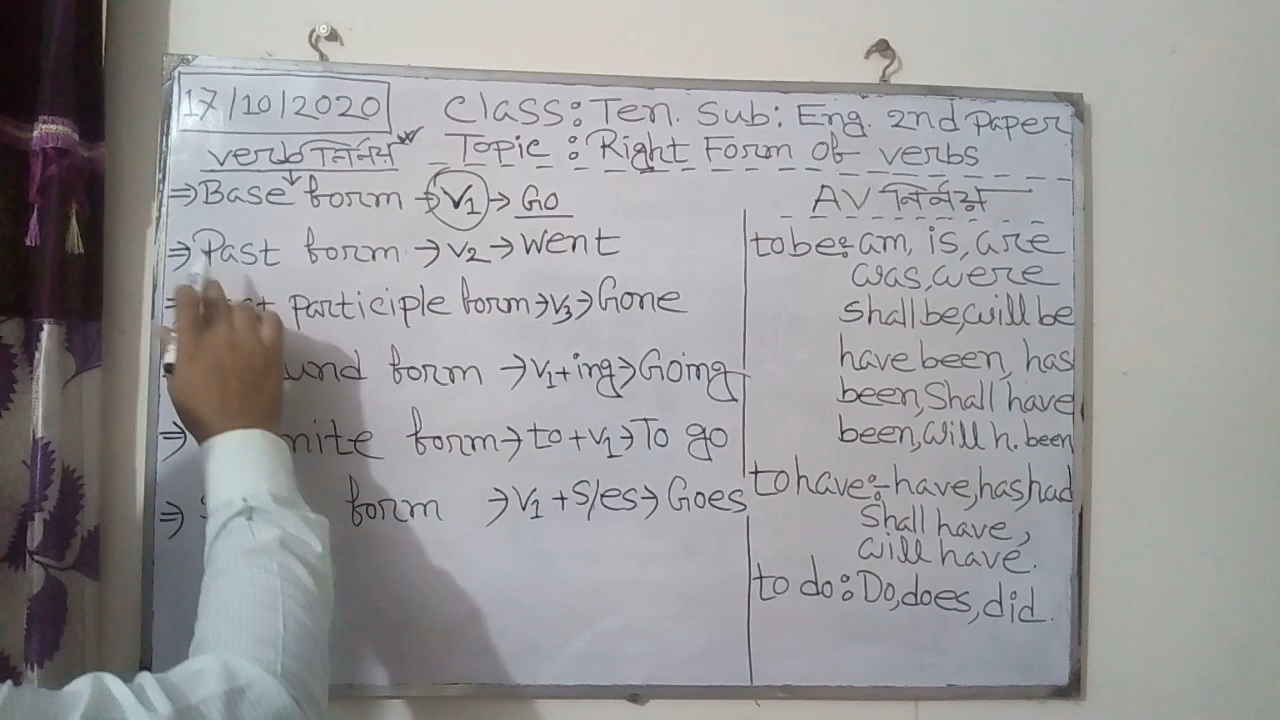 17/10/2020 Class: Ten. Sub: Eng. 2nd paper
verb নির্নয় Topic : Right Form of verbs
⇒ Base form → V1 → Go
⇒ Past form → V2 → Went
participle form → V3 → Gone
form → V1 + ing → Going
form → to + V1 → To go
⇒ form → V1 + S/es → Goes
AV নির্নয়
to be: am, is, are
was, were
shall be, will be
have been, has
been, Shall have
been, will h. been
to have :- have, has, had
Shall have,
will have.
to do : Do, does, did.